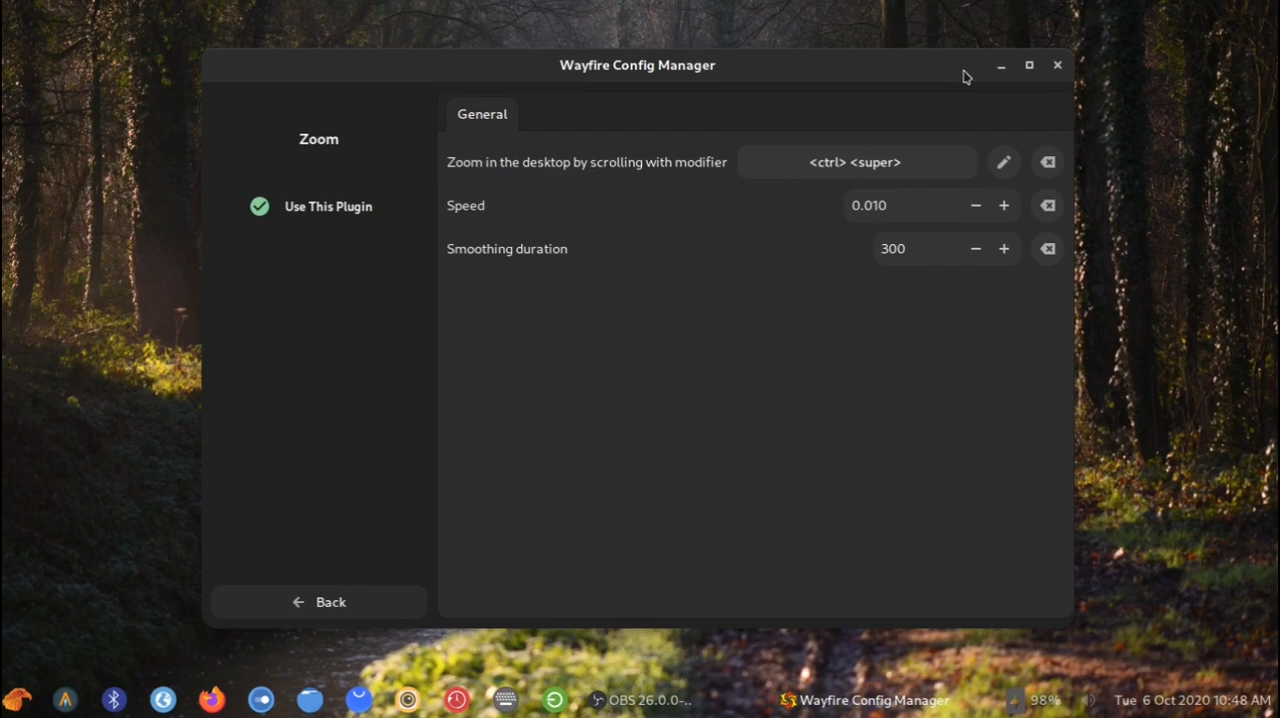 Wayfire Config Manager
Zoom
Use This Plugin
General
Zoom in the desktop by scrolling with modifier <ctrl> <super>
Speed 0.010 − +
Smoothing duration 300 − +
← Back
OBS 26.0.0-.. Wayfire Config Manager 98% Tue 6 Oct 2020 10:48 AM